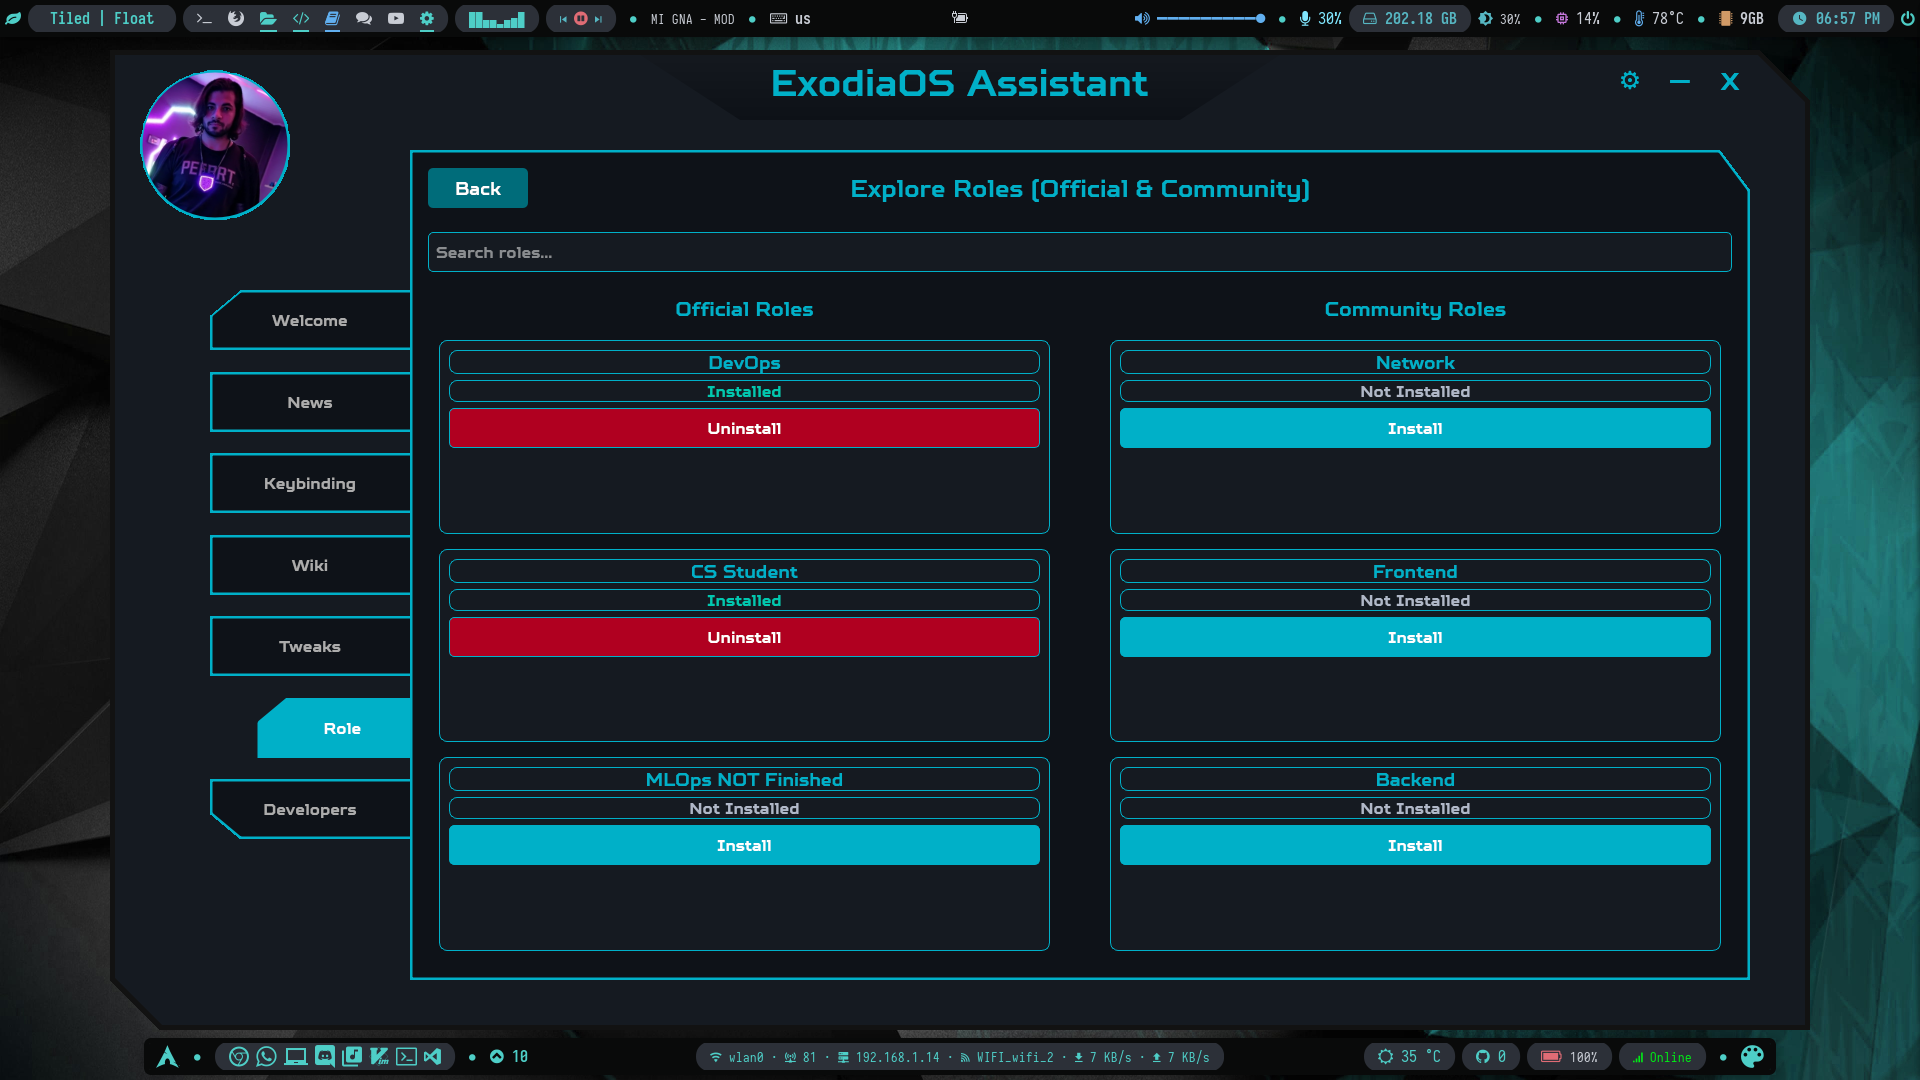 Tiled | Float
MI GNA - MOD
us
30%
202.18 GB
30%
14%
78°C
9GB
06:57 PM
ExodiaOS Assistant
X
Back
Explore Roles (Official & Community)
Search roles...
Welcome
News
Keybinding
Wiki
Tweaks
Role
Developers
Official Roles
DevOps
Installed
Uninstall
CS Student
Installed
Uninstall
MLOps NOT Finished
Not Installed
Install
Community Roles
Network
Not Installed
Install
Frontend
Not Installed
Install
Backend
Not Installed
Install
10
wlan0 · 81 · 192.168.1.14 · WIFI_wifi_2 · 7 KB/s · 7 KB/s
35 °C
0
100%
Online